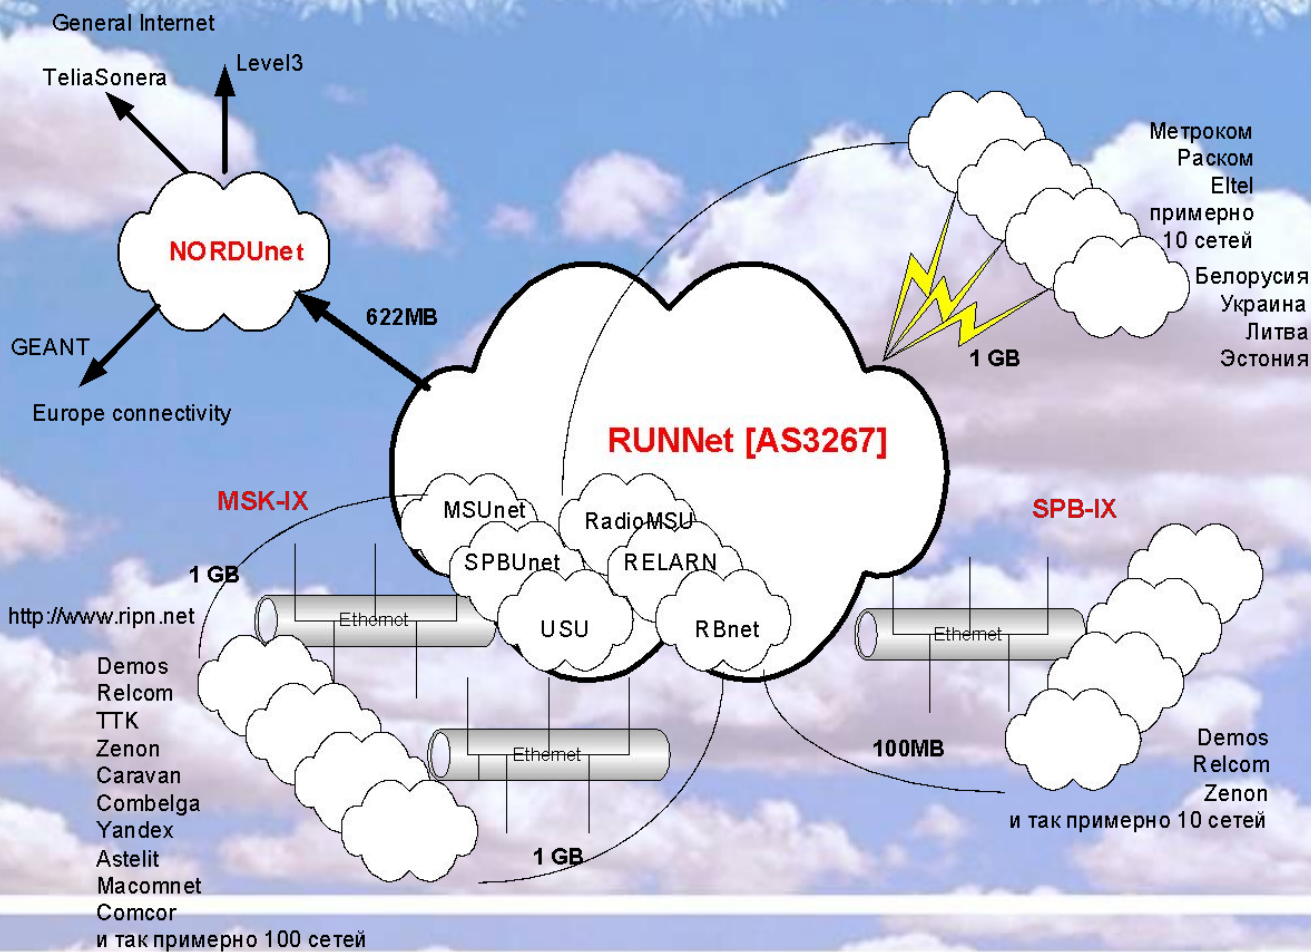 General Internet
TeliaSonera
Level3
NORDUnet
GEANT
Europe connectivity
622MB
Метроком
Раском
Eltel
примерно
10 сетей
Белорусия
Украина
Литва
Эстония
1 GB
RUNNet [AS3267]
MSUnet
RadioMSU
SPBUnet
RELARN
USU
RBnet
MSK-IX
1 GB
http://www.ripn.net
Ethernet
Demos
Relcom
TTK
Zenon
Caravan
Combelga
Yandex
Astelit
Macomnet
Comcor
и так примерно 100 сетей
Ethernet
1 GB
SPB-IX
Ethernet
100MB
Demos
Relcom
Zenon
и так примерно 10 сетей